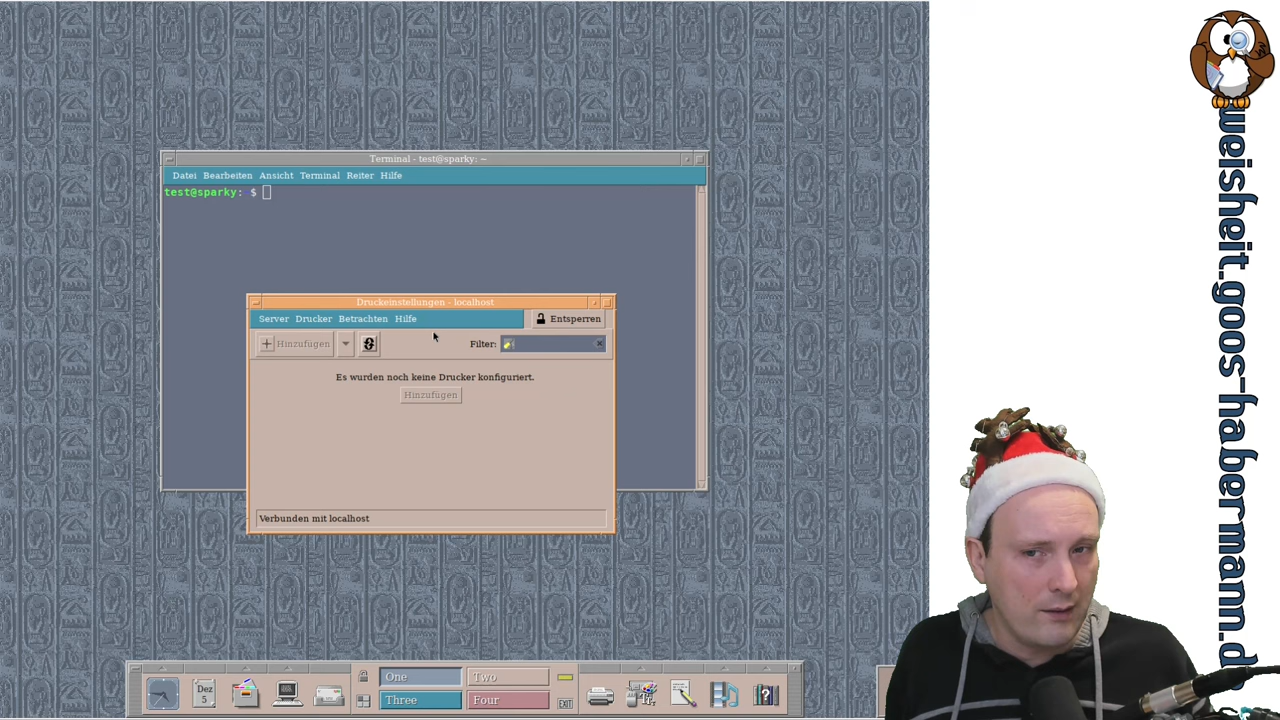 Terminal - test@sparky: ~
Datei Bearbeiten Ansicht Terminal Reiter Hilfe
test@sparky: $
Druckeinstellungen - localhost
Server Drucker Betrachten Hilfe
Entsperren
Hinzufügen
Filter:
Es wurden noch keine Drucker konfiguriert.
Hinzufügen
Verbunden mit localhost
Dez
5
One
Two
Three
Four
EXIT
weisheit.goos-habermann.d